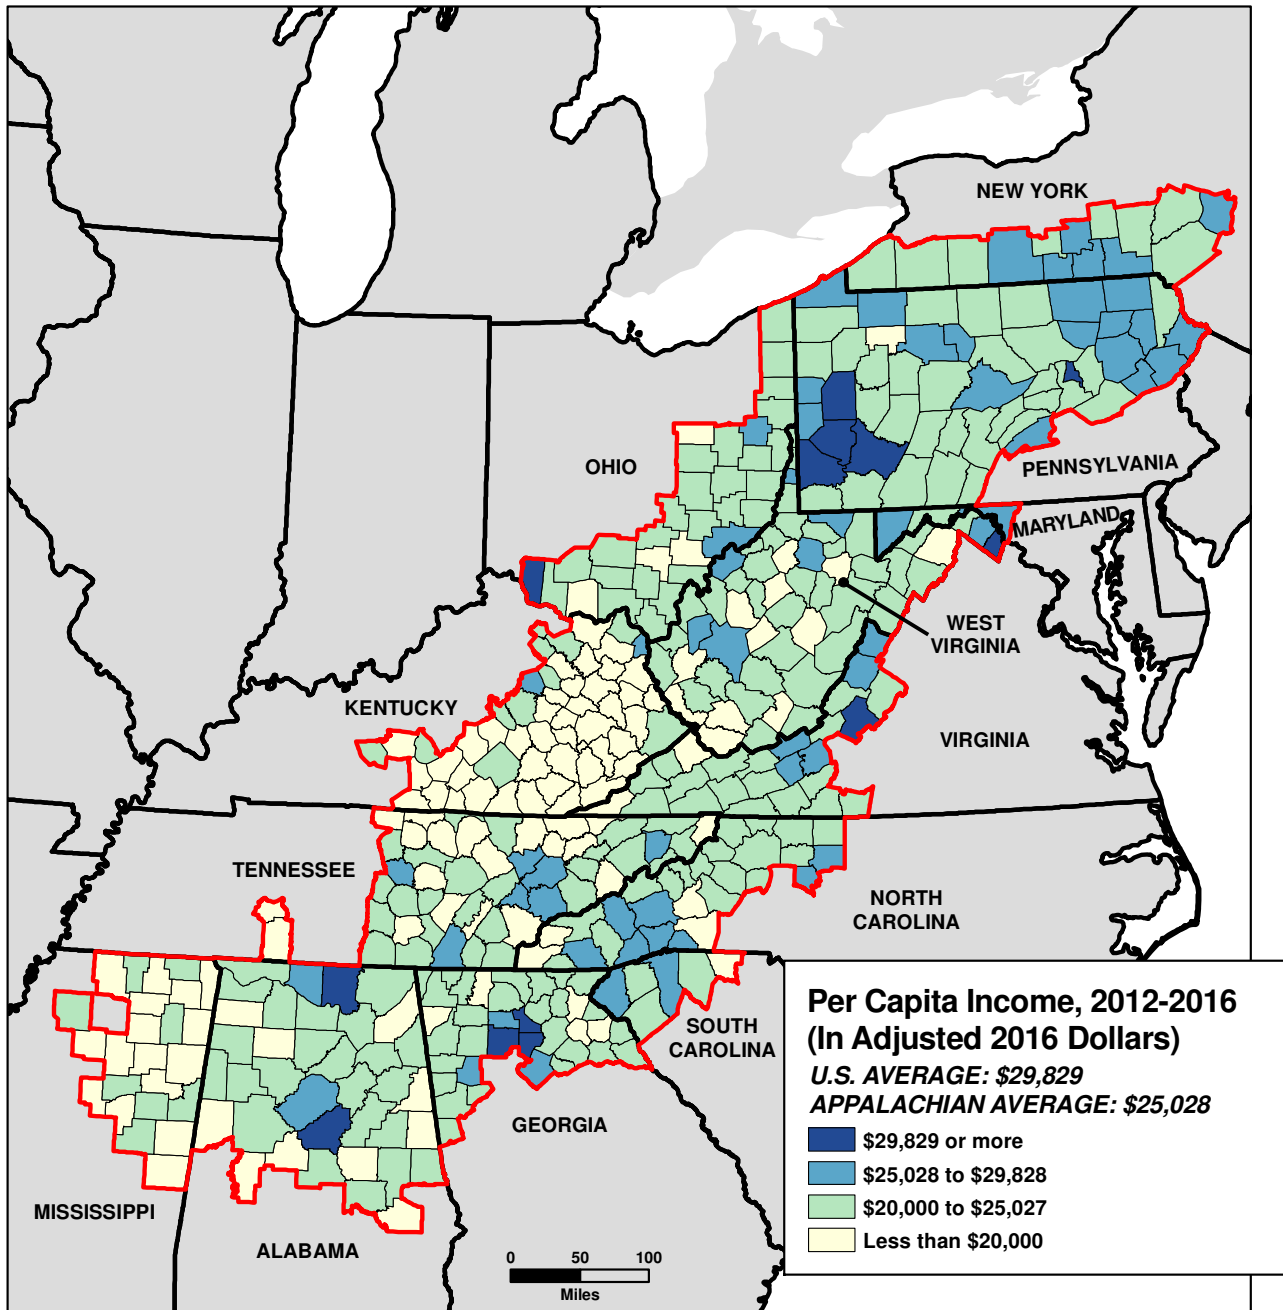 NEW YORK
OHIO
PENNSYLVANIA
MARYLAND
WEST
VIRGINIA
KENTUCKY
VIRGINIA
TENNESSEE
NORTH
CAROLINA
SOUTH
CAROLINA
GEORGIA
MISSISSIPPI
ALABAMA
Per Capita Income, 2012-2016
(In Adjusted 2016 Dollars)
U.S. AVERAGE: $29,829
APPALACHIAN AVERAGE: $25,028
$29,829 or more
$25,028 to $29,828
$20,000 to $25,027
Less than $20,000
0 50 100
Miles